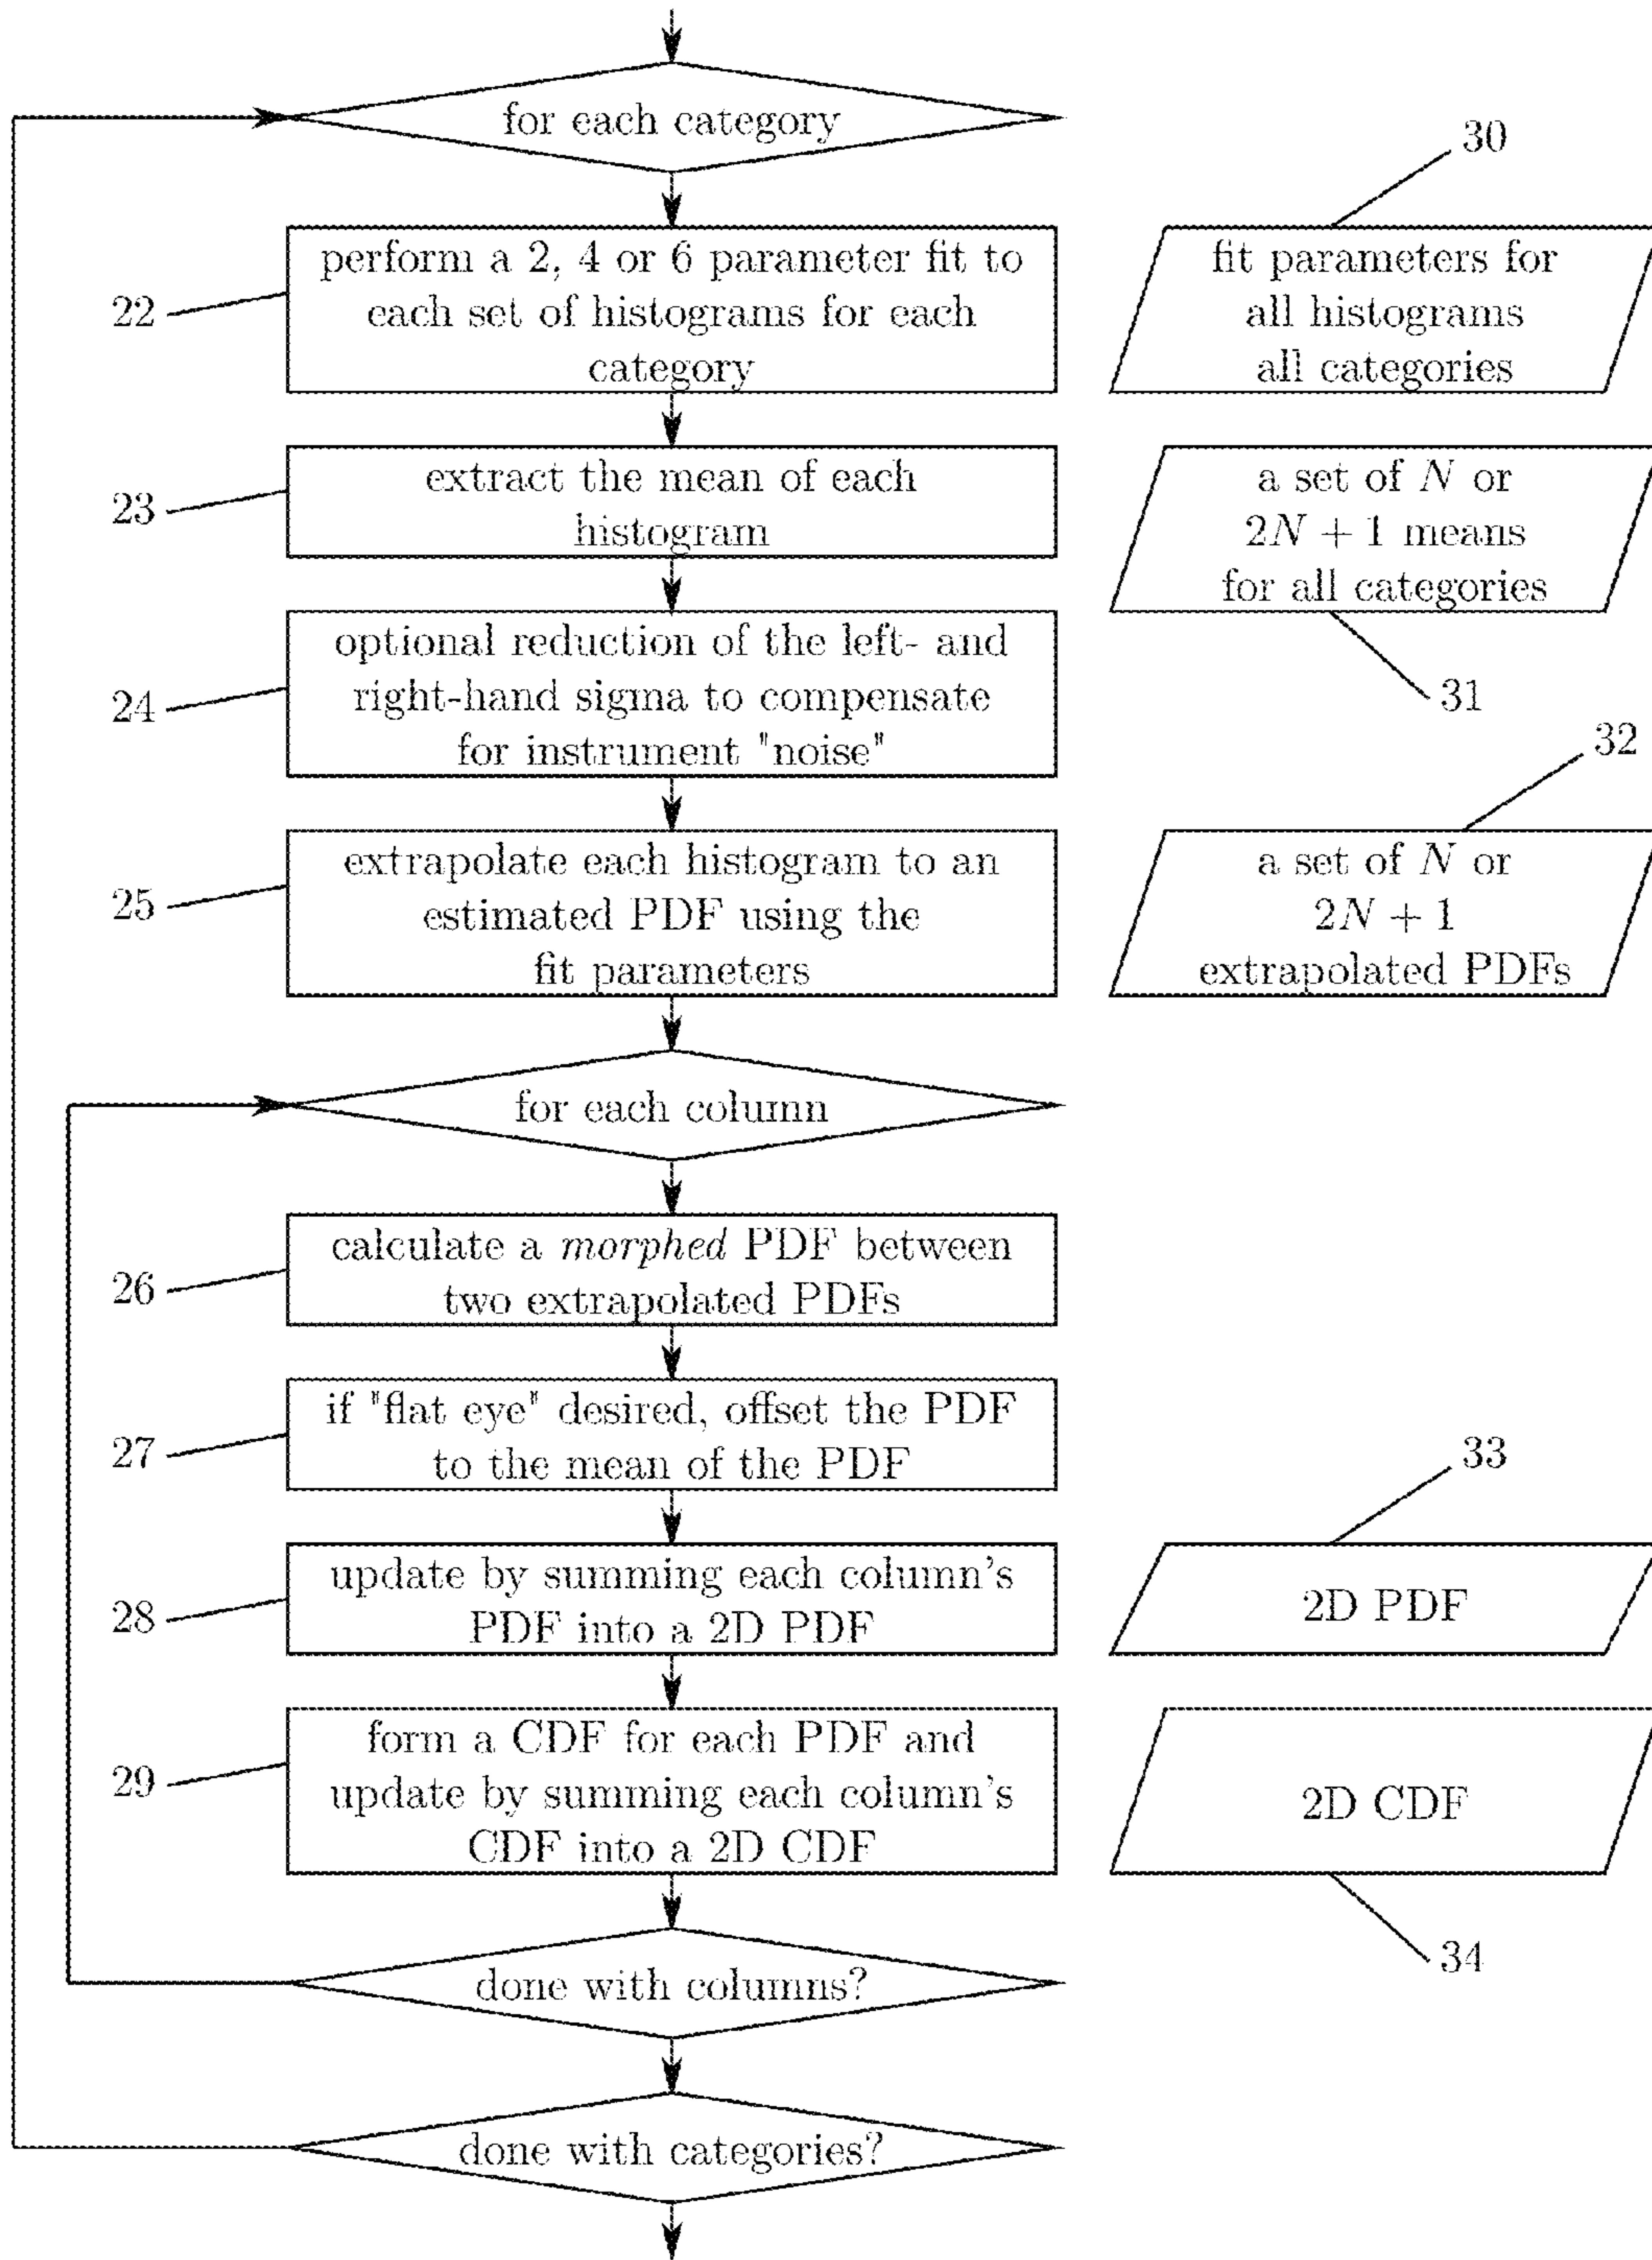 for each category
30
22
perform a 2, 4 or 6 parameter fit to
each set of histograms for each
category
fit parameters for
all histograms
all categories
23
extract the mean of each
histogram
a set of N or
2N + 1 means
for all categories
31
24
optional reduction of the left- and
right-hand sigma to compensate
for instrument "noise"
32
25
extrapolate each histogram to an
estimated PDF using the
fit parameters
a set of N or
2N + 1
extrapolated PDFs
for each column
26
calculate a morphed PDF between
two extrapolated PDFs
27
if "flat eye" desired, offset the PDF
to the mean of the PDF
33
28
update by summing each column's
PDF into a 2D PDF
2D PDF
29
form a CDF for each PDF and
update by summing each column's
CDF into a 2D CDF
2D CDF
34
done with columns?
done with categories?